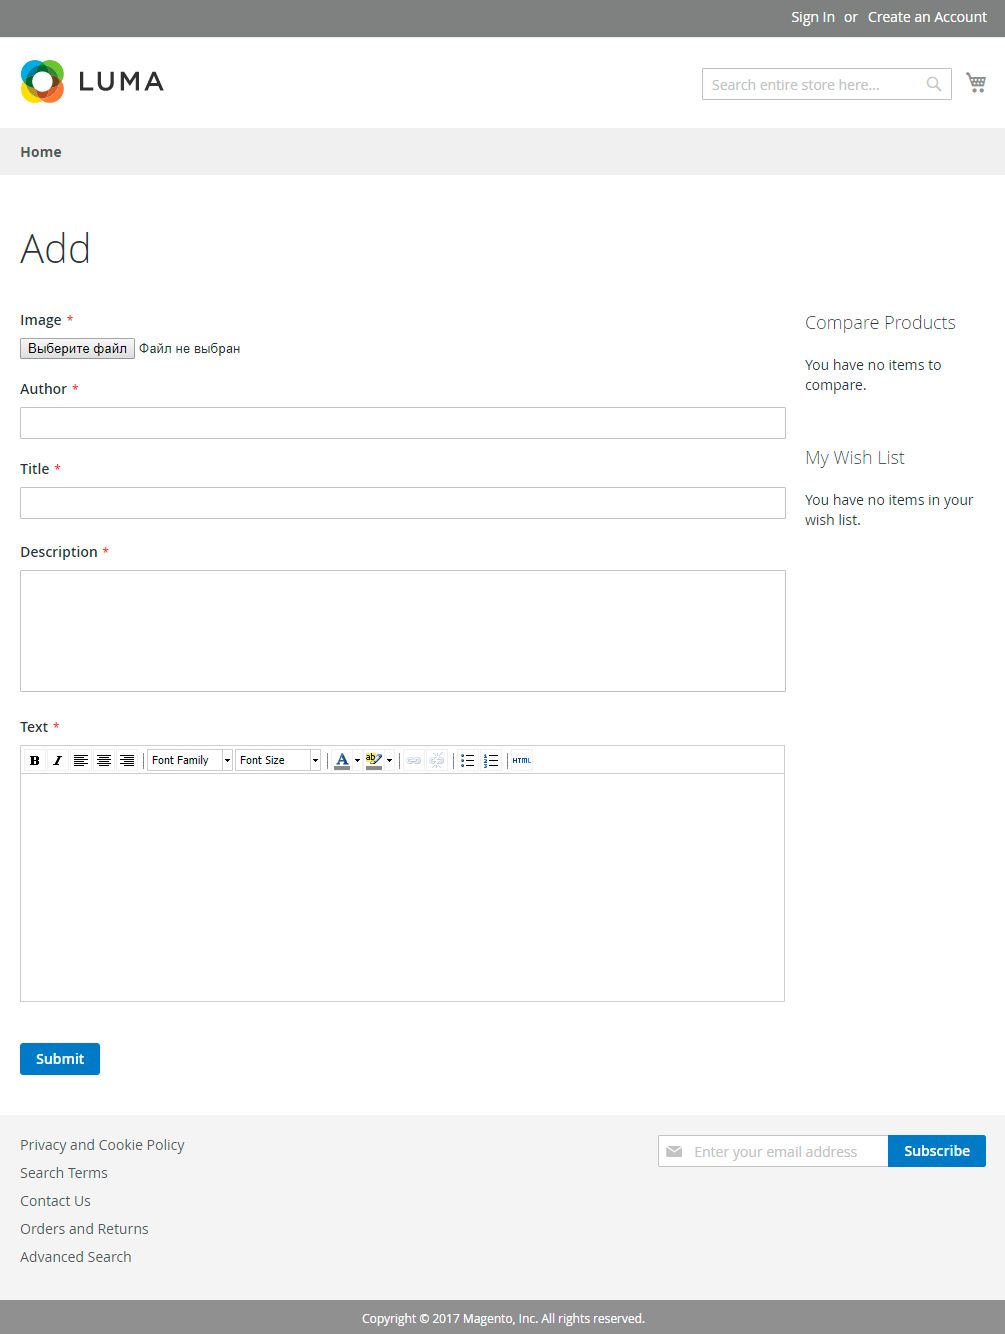 Sign In or Create an Account
LUMA
Search entire store here...
Home
Add
Image *
Выберите файл Файл не выбран
Author *
Title *
Description *
Text *
B I Font Family Font Size A ab HTML
Submit
Compare Products
You have no items to
compare.
My Wish List
You have no items in your
wish list.
Privacy and Cookie Policy
Search Terms
Contact Us
Orders and Returns
Advanced Search
Enter your email address Subscribe
Copyright © 2017 Magento, Inc. All rights reserved.